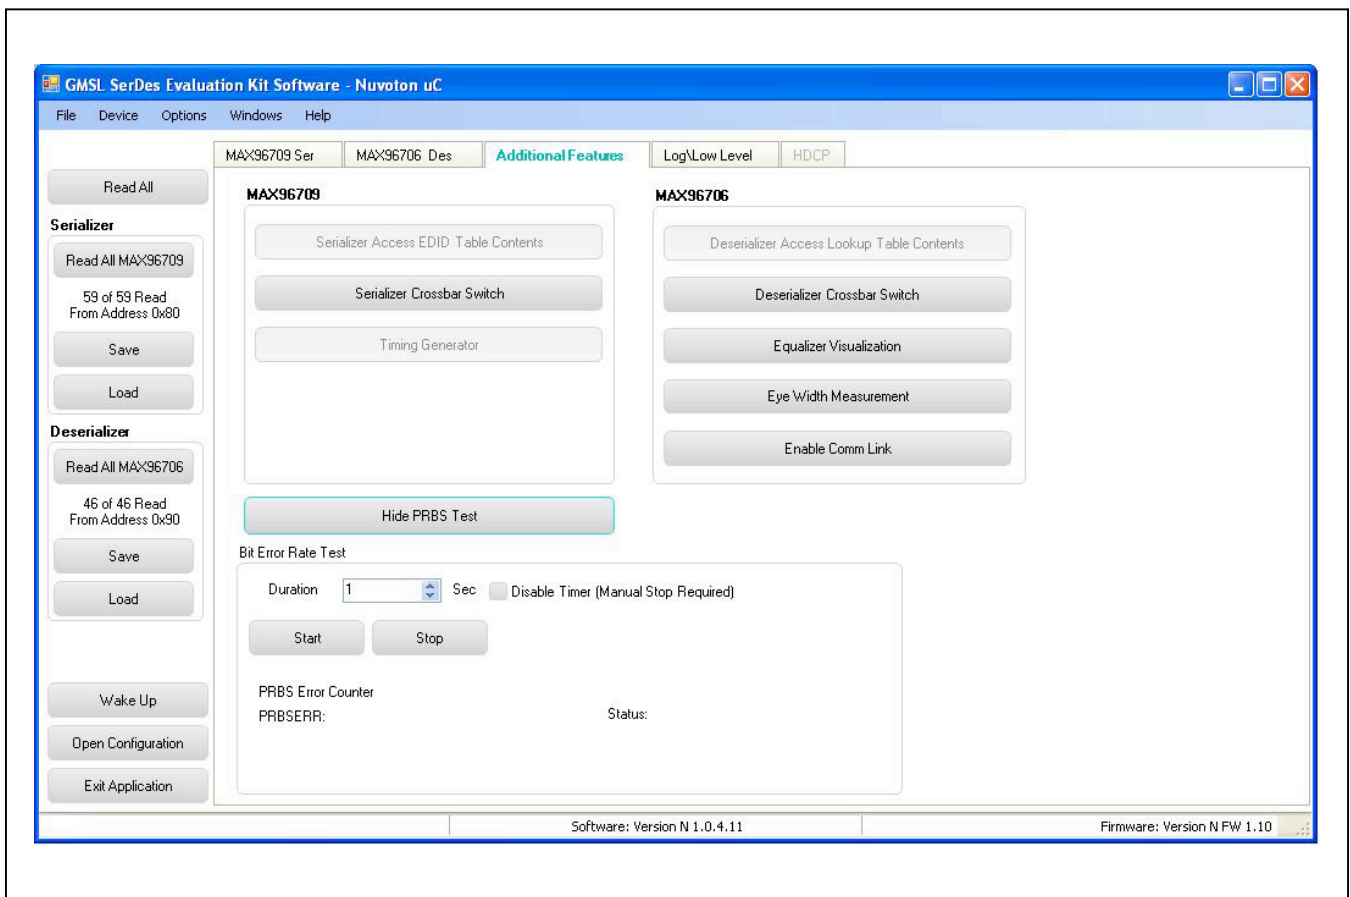 GMSL SerDes Evaluation Kit Software - Nuvoton uC
File Device Options Windows Help
MAX96709 Ser MAX96706 Des Additional Features Log\Low Level HDCP
Read All
Serializer
Read All MAX96709
59 of 59 Read
From Address 0x80
Save
Load
Deserializer
Read All MAX96706
46 of 46 Read
From Address 0x90
Save
Load
Wake Up
Open Configuration
Exit Application
MAX96709
Serializer Access EDID Table Contents
Serializer Crossbar Switch
Timing Generator
MAX96706
Deserializer Access Lookup Table Contents
Deserializer Crossbar Switch
Equalizer Visualization
Eye Width Measurement
Enable Comm Link
Hide PRBS Test
Bit Error Rate Test
Duration 1 Sec Disable Timer (Manual Stop Required)
Start Stop
PRBS Error Counter
PRBSERR: Status:
Software: Version N 1.0.4.11 Firmware: Version N FW 1.10